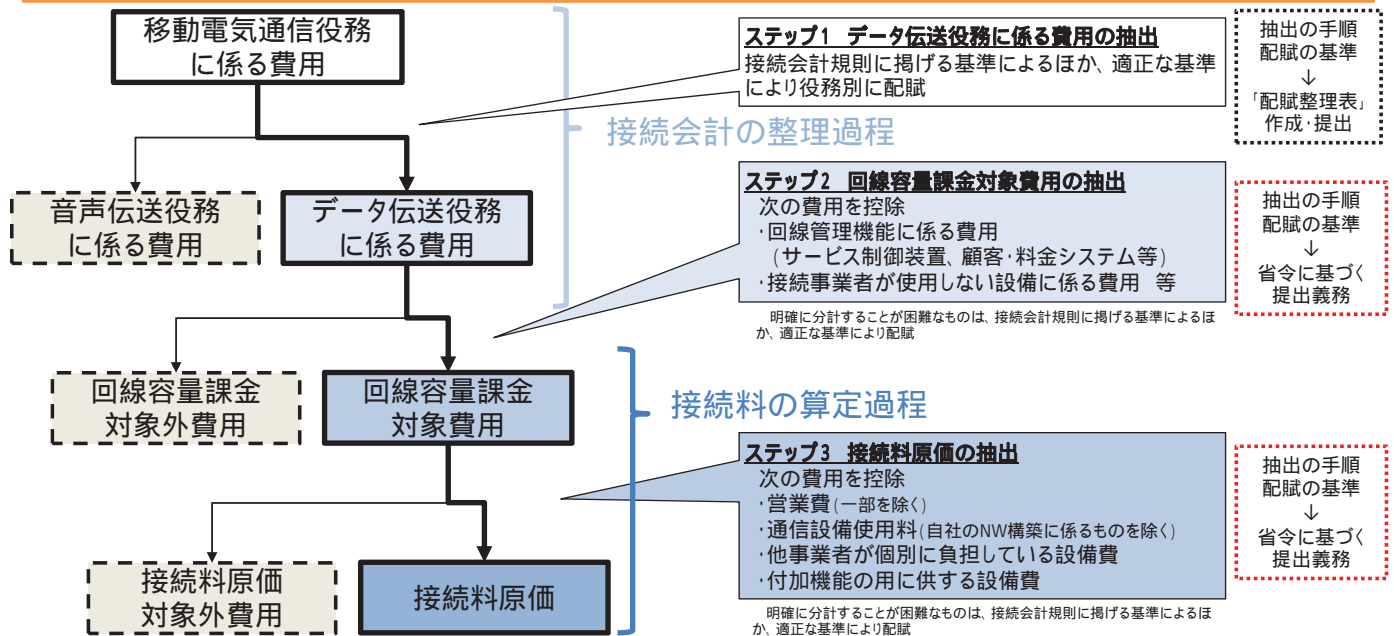 移動電気通信役務
に係る費用
ステップ1 データ伝送役務に係る費用の抽出
接続会計規則に掲げる基準によるほか、適正な基準
により役務別に配賦
抽出の手順
配賦の基準
↓
「配賦整理表」
作成・提出
接続会計の整理過程
音声伝送役務
に係る費用
データ伝送役務
に係る費用
ステップ2 回線容量課金対象費用の抽出
次の費用を控除
・回線管理機能に係る費用
(サービス制御装置、顧客・料金システム等)
・接続事業者が使用しない設備に係る費用 等
明確に分計することが困難なものは、接続会計規則に掲げる基準によるほ
か、適正な基準により配賦
抽出の手順
配賦の基準
↓
省令に基づく
提出義務
回線容量課金
対象外費用
回線容量課金
対象費用
接続料の算定過程
ステップ3 接続料原価の抽出
次の費用を控除
・営業費(一部を除く)
・通信設備使用料(自社のNW構築に係るものを除く)
・他事業者が個別に負担している設備費
・付加機能の用に供する設備費
明確に分計することが困難なものは、接続会計規則に掲げる基準によるほ
か、適正な基準により配賦
抽出の手順
配賦の基準
↓
省令に基づく
提出義務
接続料原価
対象外費用
接続料原価